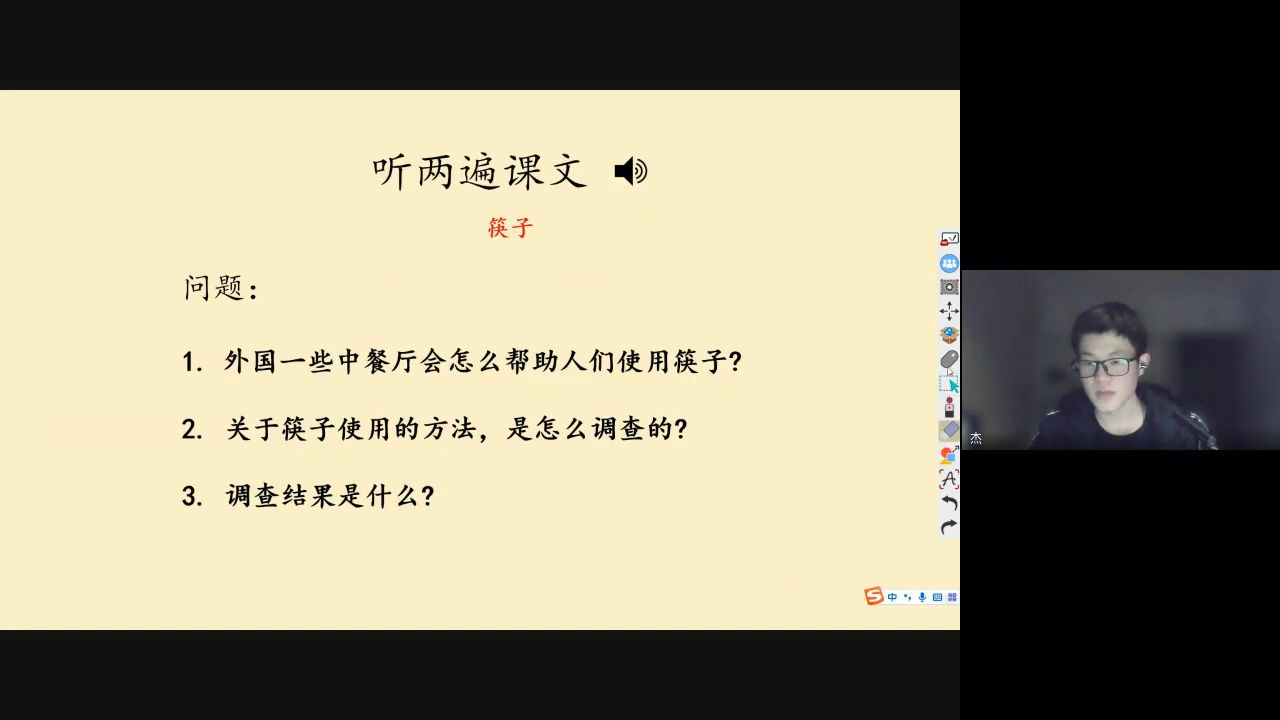 听两遍课文
筷子
问题：
1. 外国一些中餐厅会怎么帮助人们使用筷子?
2. 关于筷子使用的方法，是怎么调查的?
3. 调查结果是什么?
杰
中